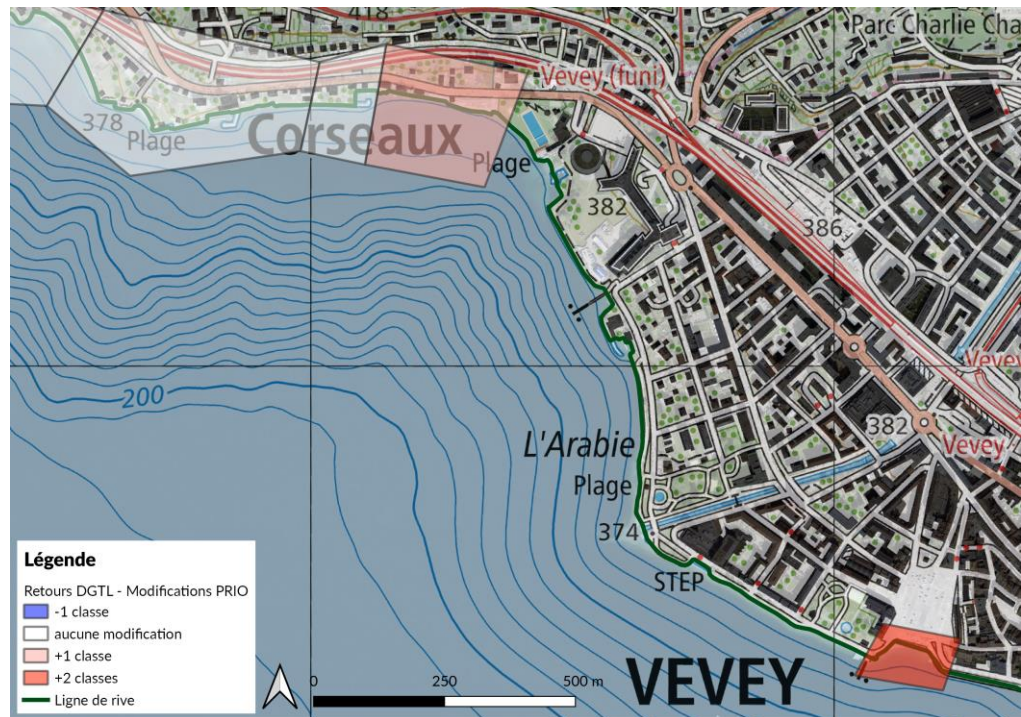 418
Parc Charlie Cha
Vevey (funi)
378
Plage
Corseaux
Plage
382
386
Vevey
200
382
Vevey
L'Arabie
Plage
374
STEP
VEVEY
Légende
Retours DGTL - Modifications PRIO
-1 classe
aucune modification
+1 classe
+2 classes
Ligne de rive
0
250
500 m